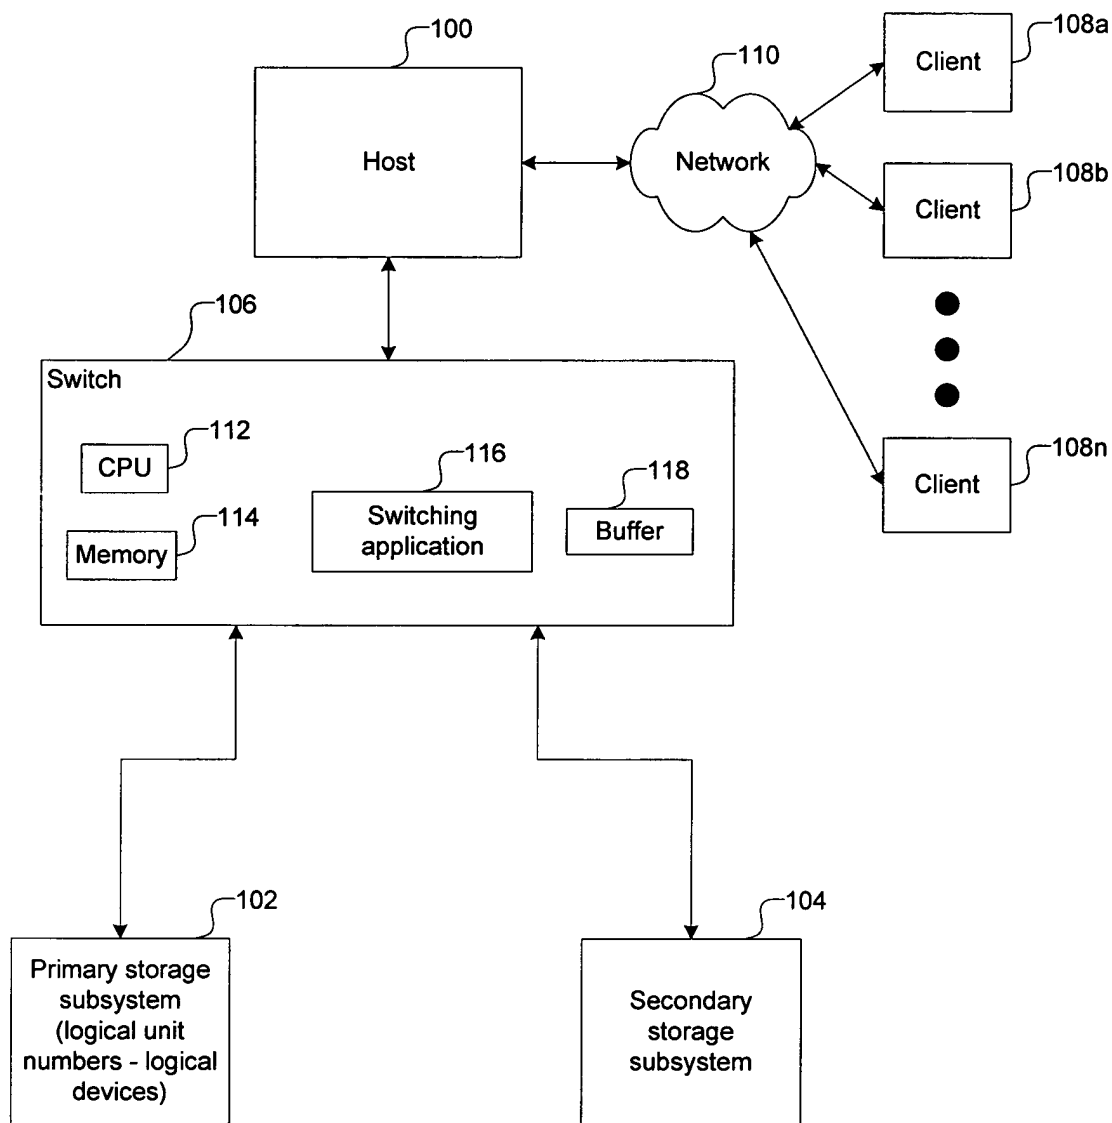 100
110
Client
108a
Host
Network
Client
108b
106
Switch
CPU
112
116
118
Client
108n
Memory
114
Switching
application
Buffer
102
104
Primary storage
subsystem
(logical unit
numbers - logical
devices)
Secondary
storage
subsystem